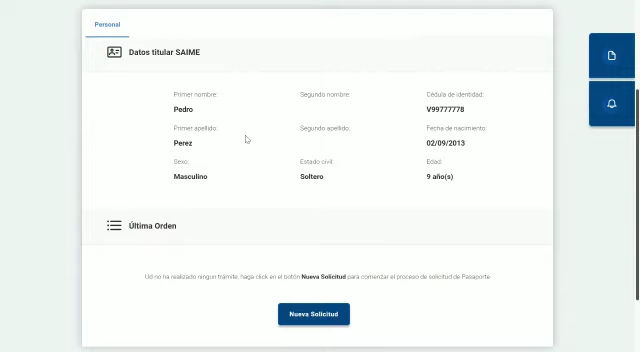 Personal
Datos titular SAIME
Primer nombre: Segundo nombre: Cédula de identidad:
Pedro V99777778
Primer apellido: Segundo apellido: Fecha de nacimiento:
Perez 02/09/2013
Sexo: Estado civil: Edad:
Masculino Soltero 9 año(s)
Última Orden
Ud no ha realizado ningun trámite, haga click en el botón Nueva Solicitud para comenzar el proceso de solicitud de Pasaporte
Nueva Solicitud